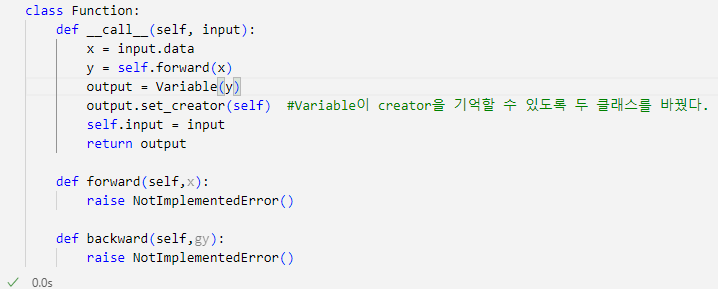 class Function:
    def __call__(self, input):
        x = input.data
        y = self.forward(x)
        output = Variable(y)
        output.set_creator(self)  #Variable이 creator을 기억할 수 있도록 두 클래스를 바꿨다.
        self.input = input
        return output

    def forward(self,x):
        raise NotImplementedError()

    def backward(self,gy):
        raise NotImplementedError()
✓ 0.0s